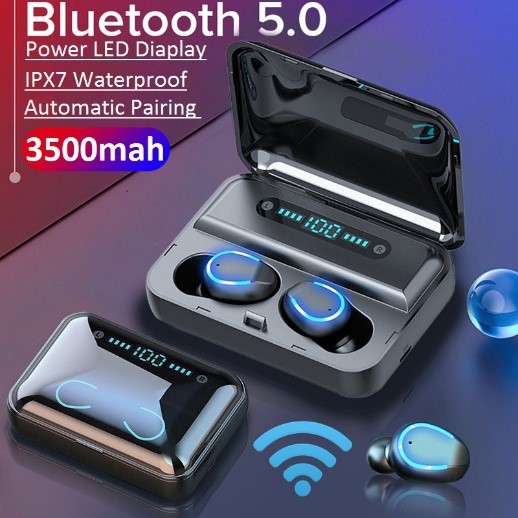 Bluetooth 5.0
Power LED Diaplay
IPX7 Waterproof
Automatic Pairing
3500mah
L 100 R
L 100 R